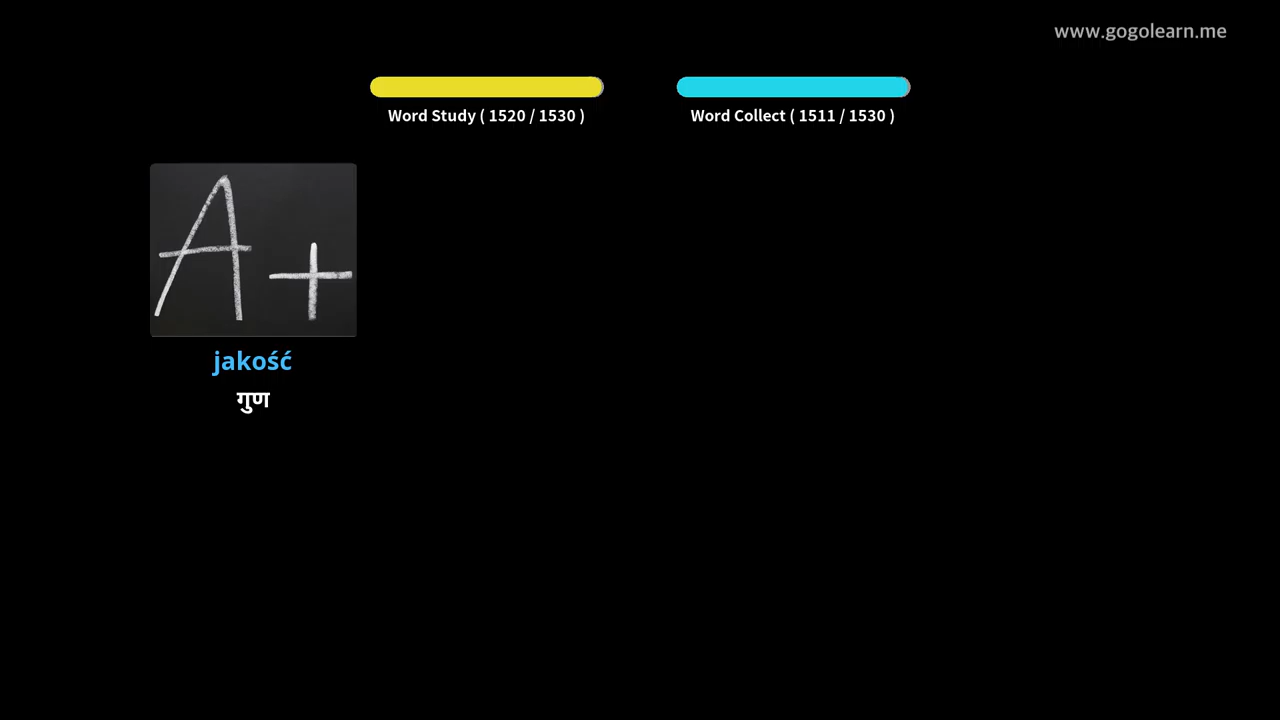 www.gogolearn.me
Word Study ( 1520 / 1530 )
Word Collect ( 1511 / 1530 )
A+
jakość
गुण